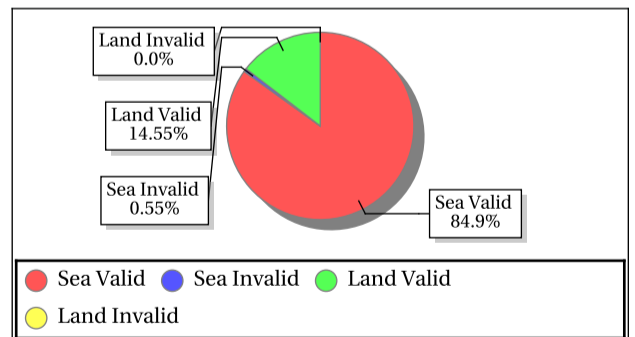 Land Invalid
0.0%
Land Valid
14.55%
Sea Invalid
0.55%
Sea Valid
84.9%
Sea Valid
Sea Invalid
Land Valid
Land Invalid